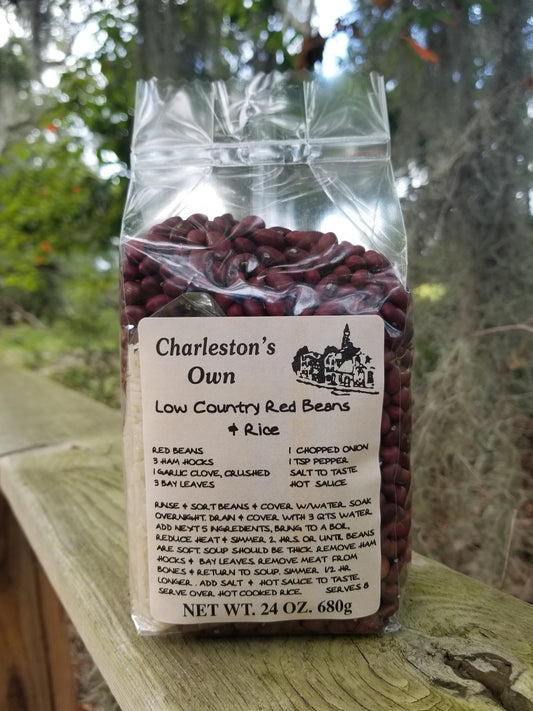 Charleston's
Own
Low Country Red Beans
& Rice
RED BEANS
3 HAM HOCKS
1 GARLIC CLOVE, CRUSHED
3 BAY LEAVES
1 CHOPPED ONION
1 TSP PEPPER
SALT TO TASTE
HOT SAUCE
RINSE & SORT BEANS & COVER W/WATER. SOAK
OVERNIGHT. DRAIN & COVER WITH 3 QTS WATER
ADD NEXT 5 INGREDIENTS, BRING TO A BOIL,
REDUCE HEAT & SIMMER 2 HRS. OR UNTIL BEANS
ARE SOFT. SOUP SHOULD BE THICK. REMOVE HAM
HOCKS & BAY LEAVES. REMOVE MEAT FROM
BONES & RETURN TO SOUP. SIMMER 1/2 HR
LONGER. ADD SALT & HOT SAUCE TO TASTE.
SERVE OVER HOT COOKED RICE. SERVES 8
NET WT. 24 OZ. 680g